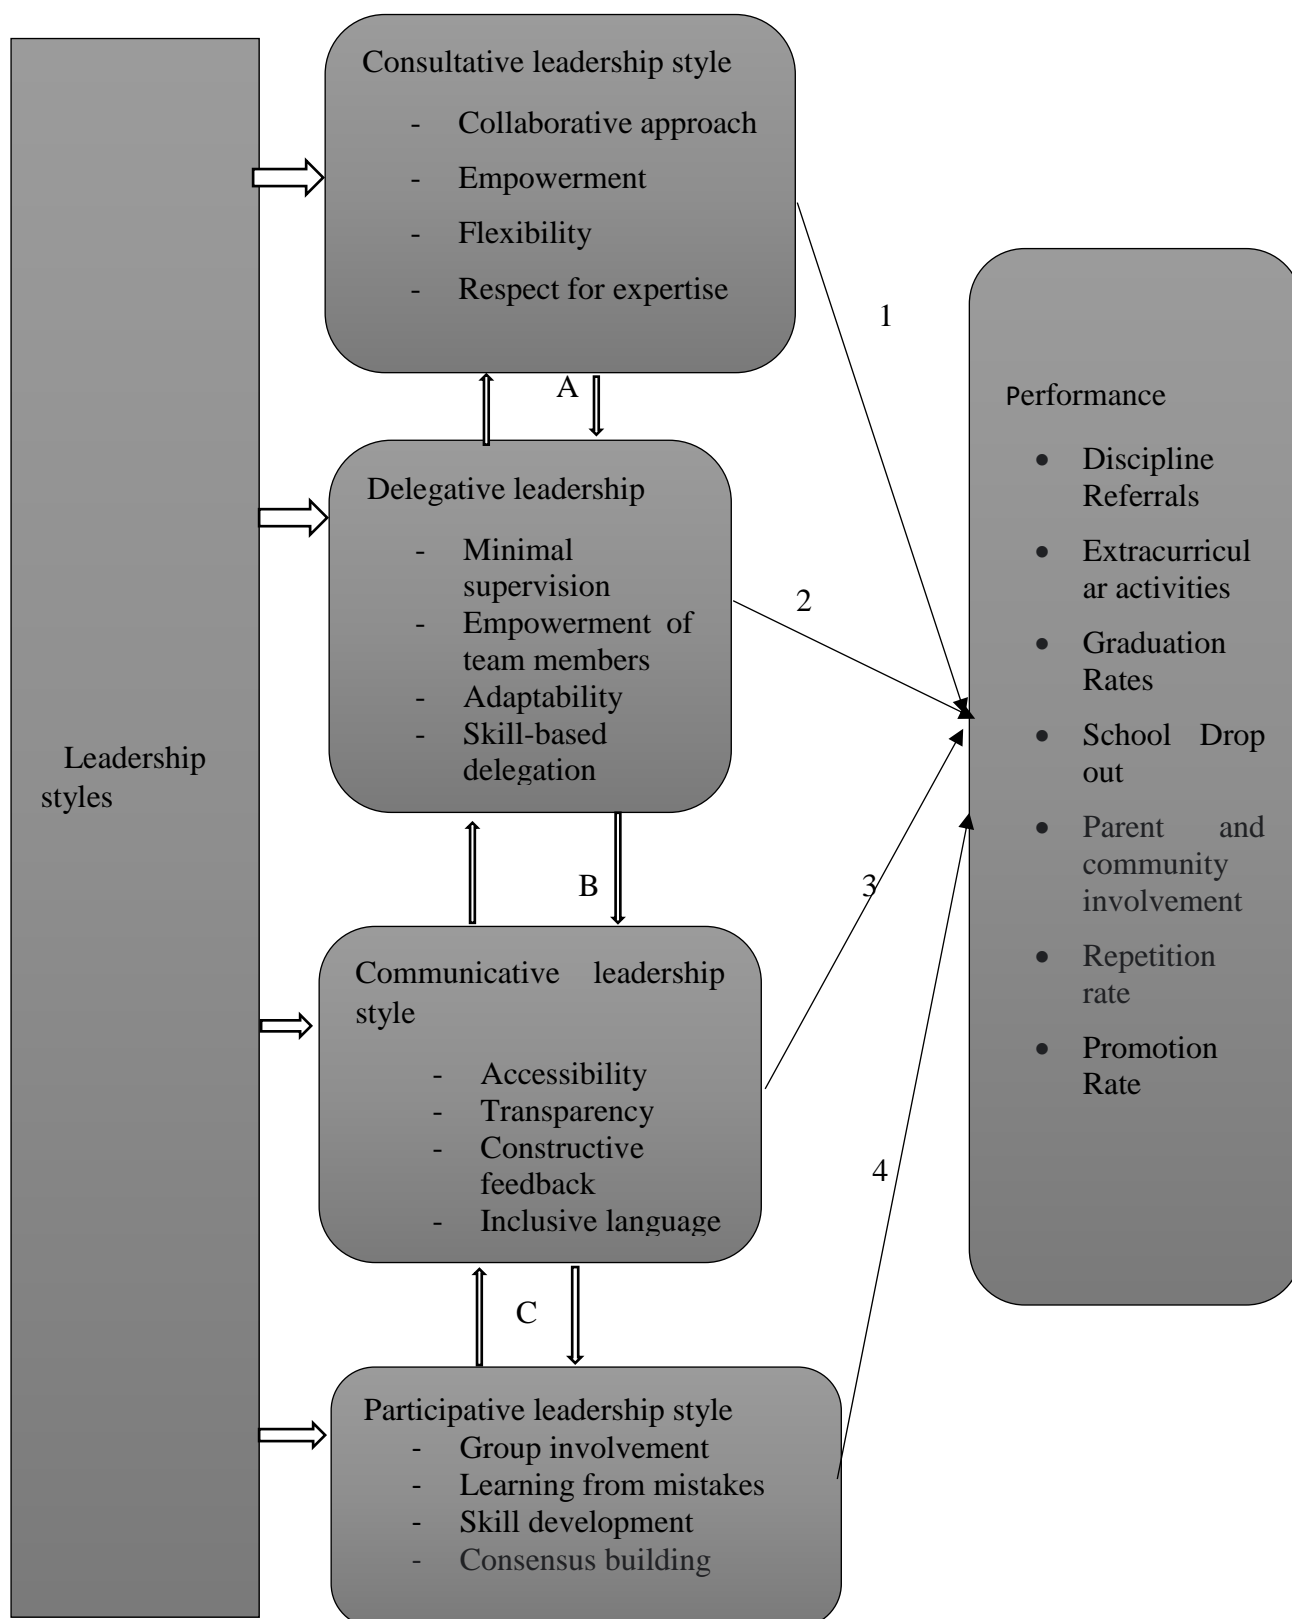 Leadership
styles
Consultative leadership style
- Collaborative approach
- Empowerment
- Flexibility
- Respect for expertise
A
Delegative leadership
- Minimal
supervision
- Empowerment of
team members
- Adaptability
- Skill-based
delegation
B
Communicative leadership
style
- Accessibility
- Transparency
- Constructive
feedback
- Inclusive language
C
Participative leadership style
- Group involvement
- Learning from mistakes
- Skill development
- Consensus building
1
2
3
4
Performance
• Discipline
Referrals
• Extracurricul
ar activities
• Graduation
Rates
• School Drop
out
• Parent and
community
involvement
• Repetition
rate
• Promotion
Rate